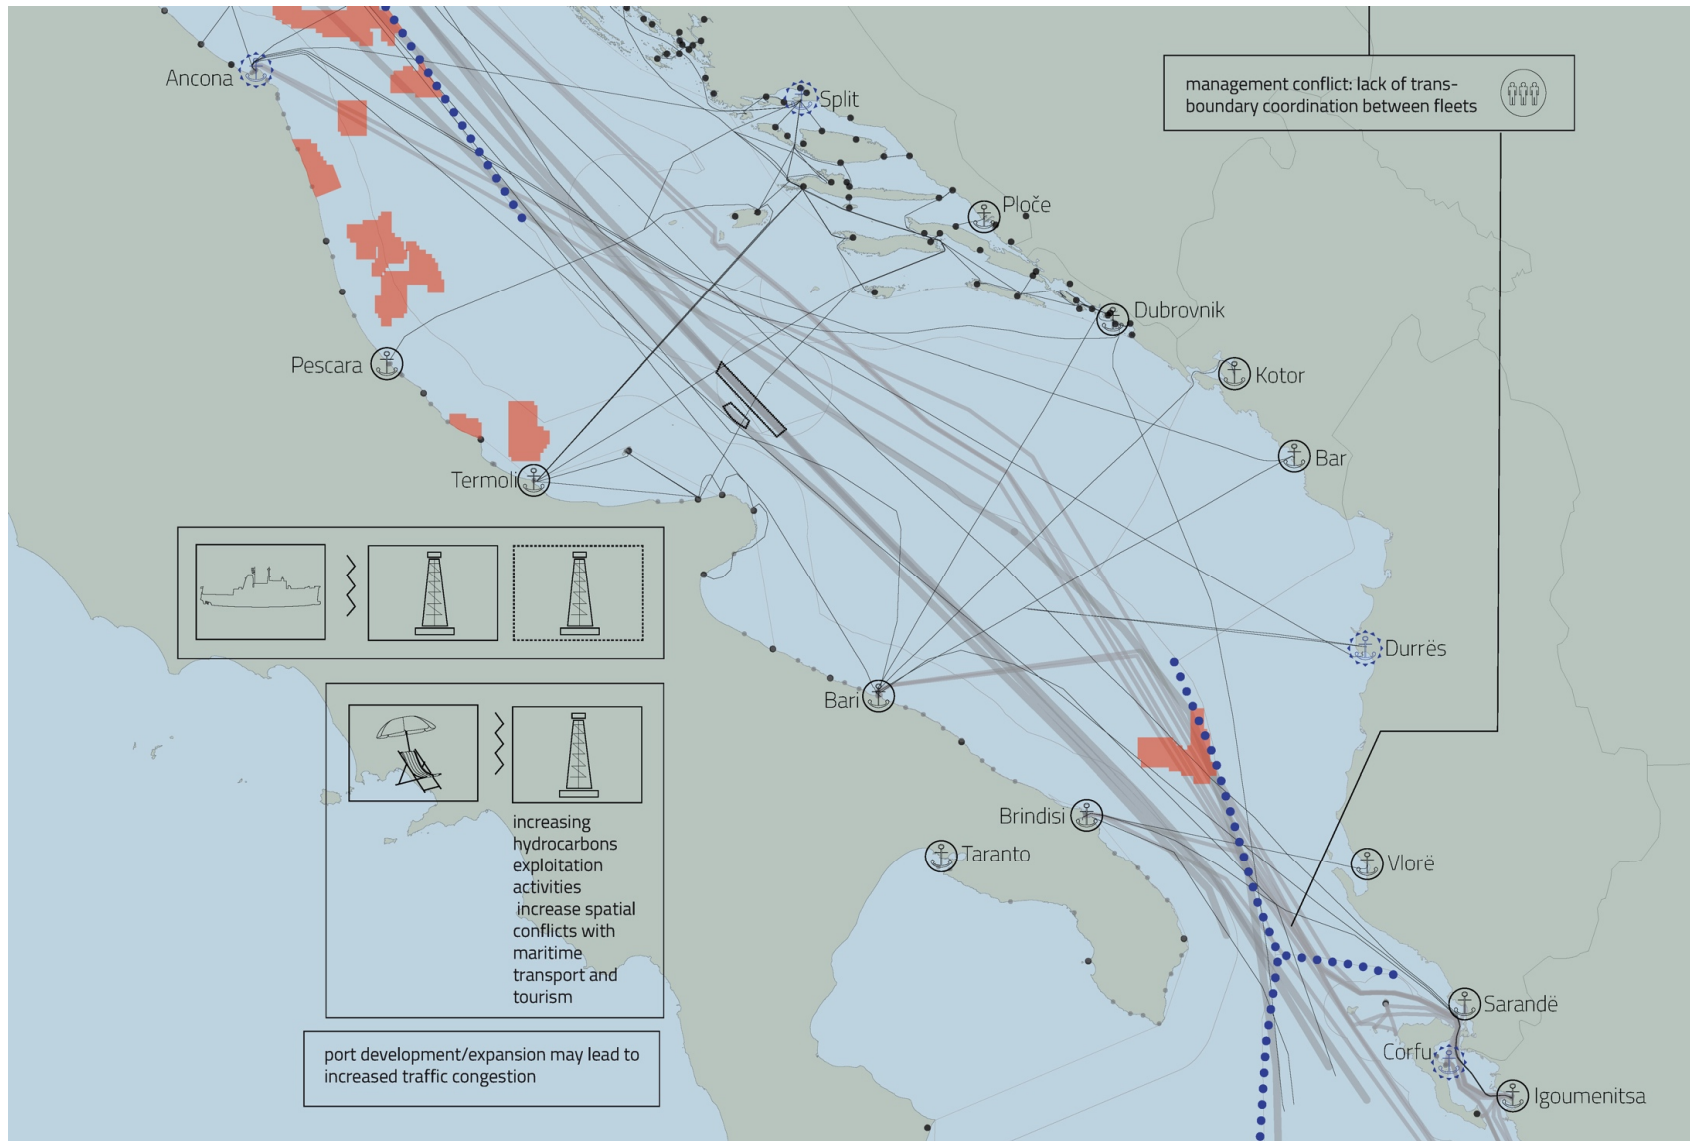 management conflict: lack of trans-
boundary coordination between fleets
Ancona
Split
Ploče
Dubrovnik
Pescara
Kotor
Bar
Termoli
Durrës
Bari
Brindisi
Taranto
Vlorë
increasing
hydrocarbons
exploitation
activities
increase spatial
conflicts with
maritime
transport and
tourism
Sarandë
Corfu
port development/expansion may lead to
increased traffic congestion
Igoumenitsa